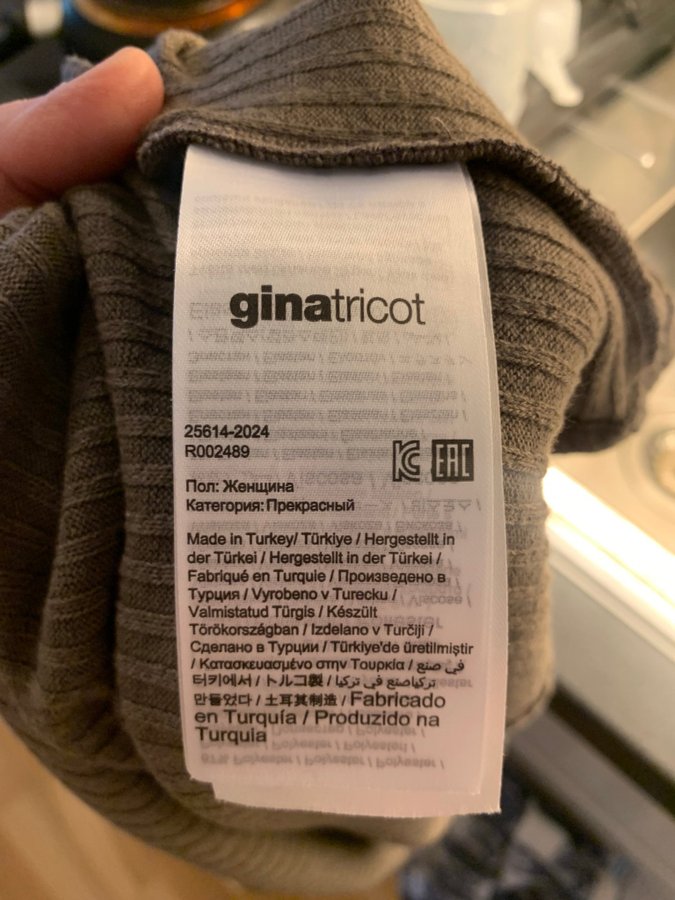 ginatricot
25614-2024
R002489
EAC
Пол: Женщина
Категория: Прекрасный
Made in Turkey/ Türkiye / Hergestellt in
der Türkei / Hergestellt in der Türkei /
Fabriqué en Turquie / Произведено в
Турция / Vyrobeno v Turecku /
Valmistatud Türgis / Készült
Törökországban / Izdelano v Turčiji /
Сделано в Турции / Türkiye'de üretilmiştir
/ Κατασκευασμένο στην Τουρκία / في صنع
터키에서 / トルコ製 / تركياصنع في تركيا
만들었다 / 土耳其制造 / Fabricado
en Turquía / Produzido na
Turquia